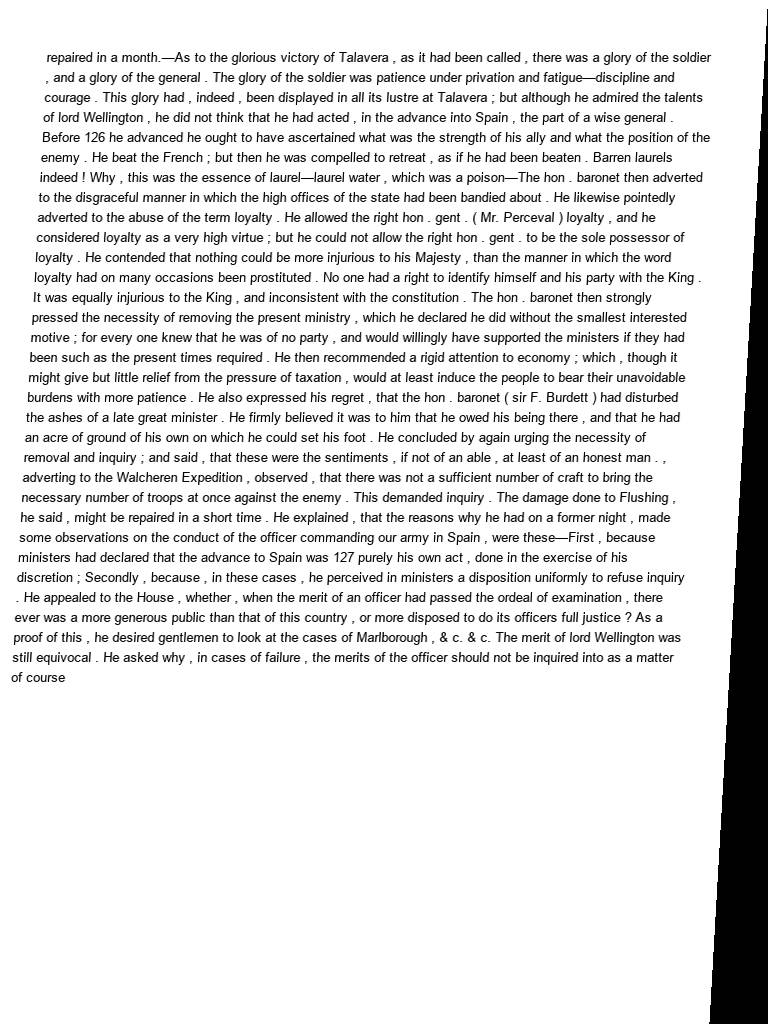 repaired in a month.—As to the glorious victory of Talavera , as it had been called , there was a glory of the soldier
, and a glory of the general . The glory of the soldier was patience under privation and fatigue—discipline and
courage . This glory had , indeed , been displayed in all its lustre at Talavera ; but although he admired the talents
of lord Wellington , he did not think that he had acted , in the advance into Spain , the part of a wise general .
Before 126 he advanced he ought to have ascertained what was the strength of his ally and what the position of the
enemy . He beat the French ; but then he was compelled to retreat , as if he had been beaten . Barren laurels
indeed ! Why , this was the essence of laurel—laurel water , which was a poison—The hon . baronet then adverted
to the disgraceful manner in which the high offices of the state had been bandied about . He likewise pointedly
adverted to the abuse of the term loyalty . He allowed the right hon . gent . ( Mr. Perceval ) loyalty , and he
considered loyalty as a very high virtue ; but he could not allow the right hon . gent . to be the sole possessor of
loyalty . He contended that nothing could be more injurious to his Majesty , than the manner in which the word
loyalty had on many occasions been prostituted . No one had a right to identify himself and his party with the King .
It was equally injurious to the King , and inconsistent with the constitution . The hon . baronet then strongly
pressed the necessity of removing the present ministry , which he declared he did without the smallest interested
motive ; for every one knew that he was of no party , and would willingly have supported the ministers if they had
been such as the present times required . He then recommended a rigid attention to economy ; which , though it
might give but little relief from the pressure of taxation , would at least induce the people to bear their unavoidable
burdens with more patience . He also expressed his regret , that the hon . baronet ( sir F. Burdett ) had disturbed
the ashes of a late great minister . He firmly believed it was to him that he owed his being there , and that he had
an acre of ground of his own on which he could set his foot . He concluded by again urging the necessity of
removal and inquiry ; and said , that these were the sentiments , if not of an able , at least of an honest man . ,
adverting to the Walcheren Expedition , observed , that there was not a sufficient number of craft to bring the
necessary number of troops at once against the enemy . This demanded inquiry . The damage done to Flushing ,
he said , might be repaired in a short time . He explained , that the reasons why he had on a former night , made
some observations on the conduct of the officer commanding our army in Spain , were these—First , because
ministers had declared that the advance to Spain was 127 purely his own act , done in the exercise of his
discretion ; Secondly , because , in these cases , he perceived in ministers a disposition uniformly to refuse inquiry
. He appealed to the House , whether , when the merit of an officer had passed the ordeal of examination , there
ever was a more generous public than that of this country , or more disposed to do its officers full justice ? As a
proof of this , he desired gentlemen to look at the cases of Marlborough , & c. & c. The merit of lord Wellington was
still equivocal . He asked why , in cases of failure , the merits of the officer should not be inquired into as a matter
of course